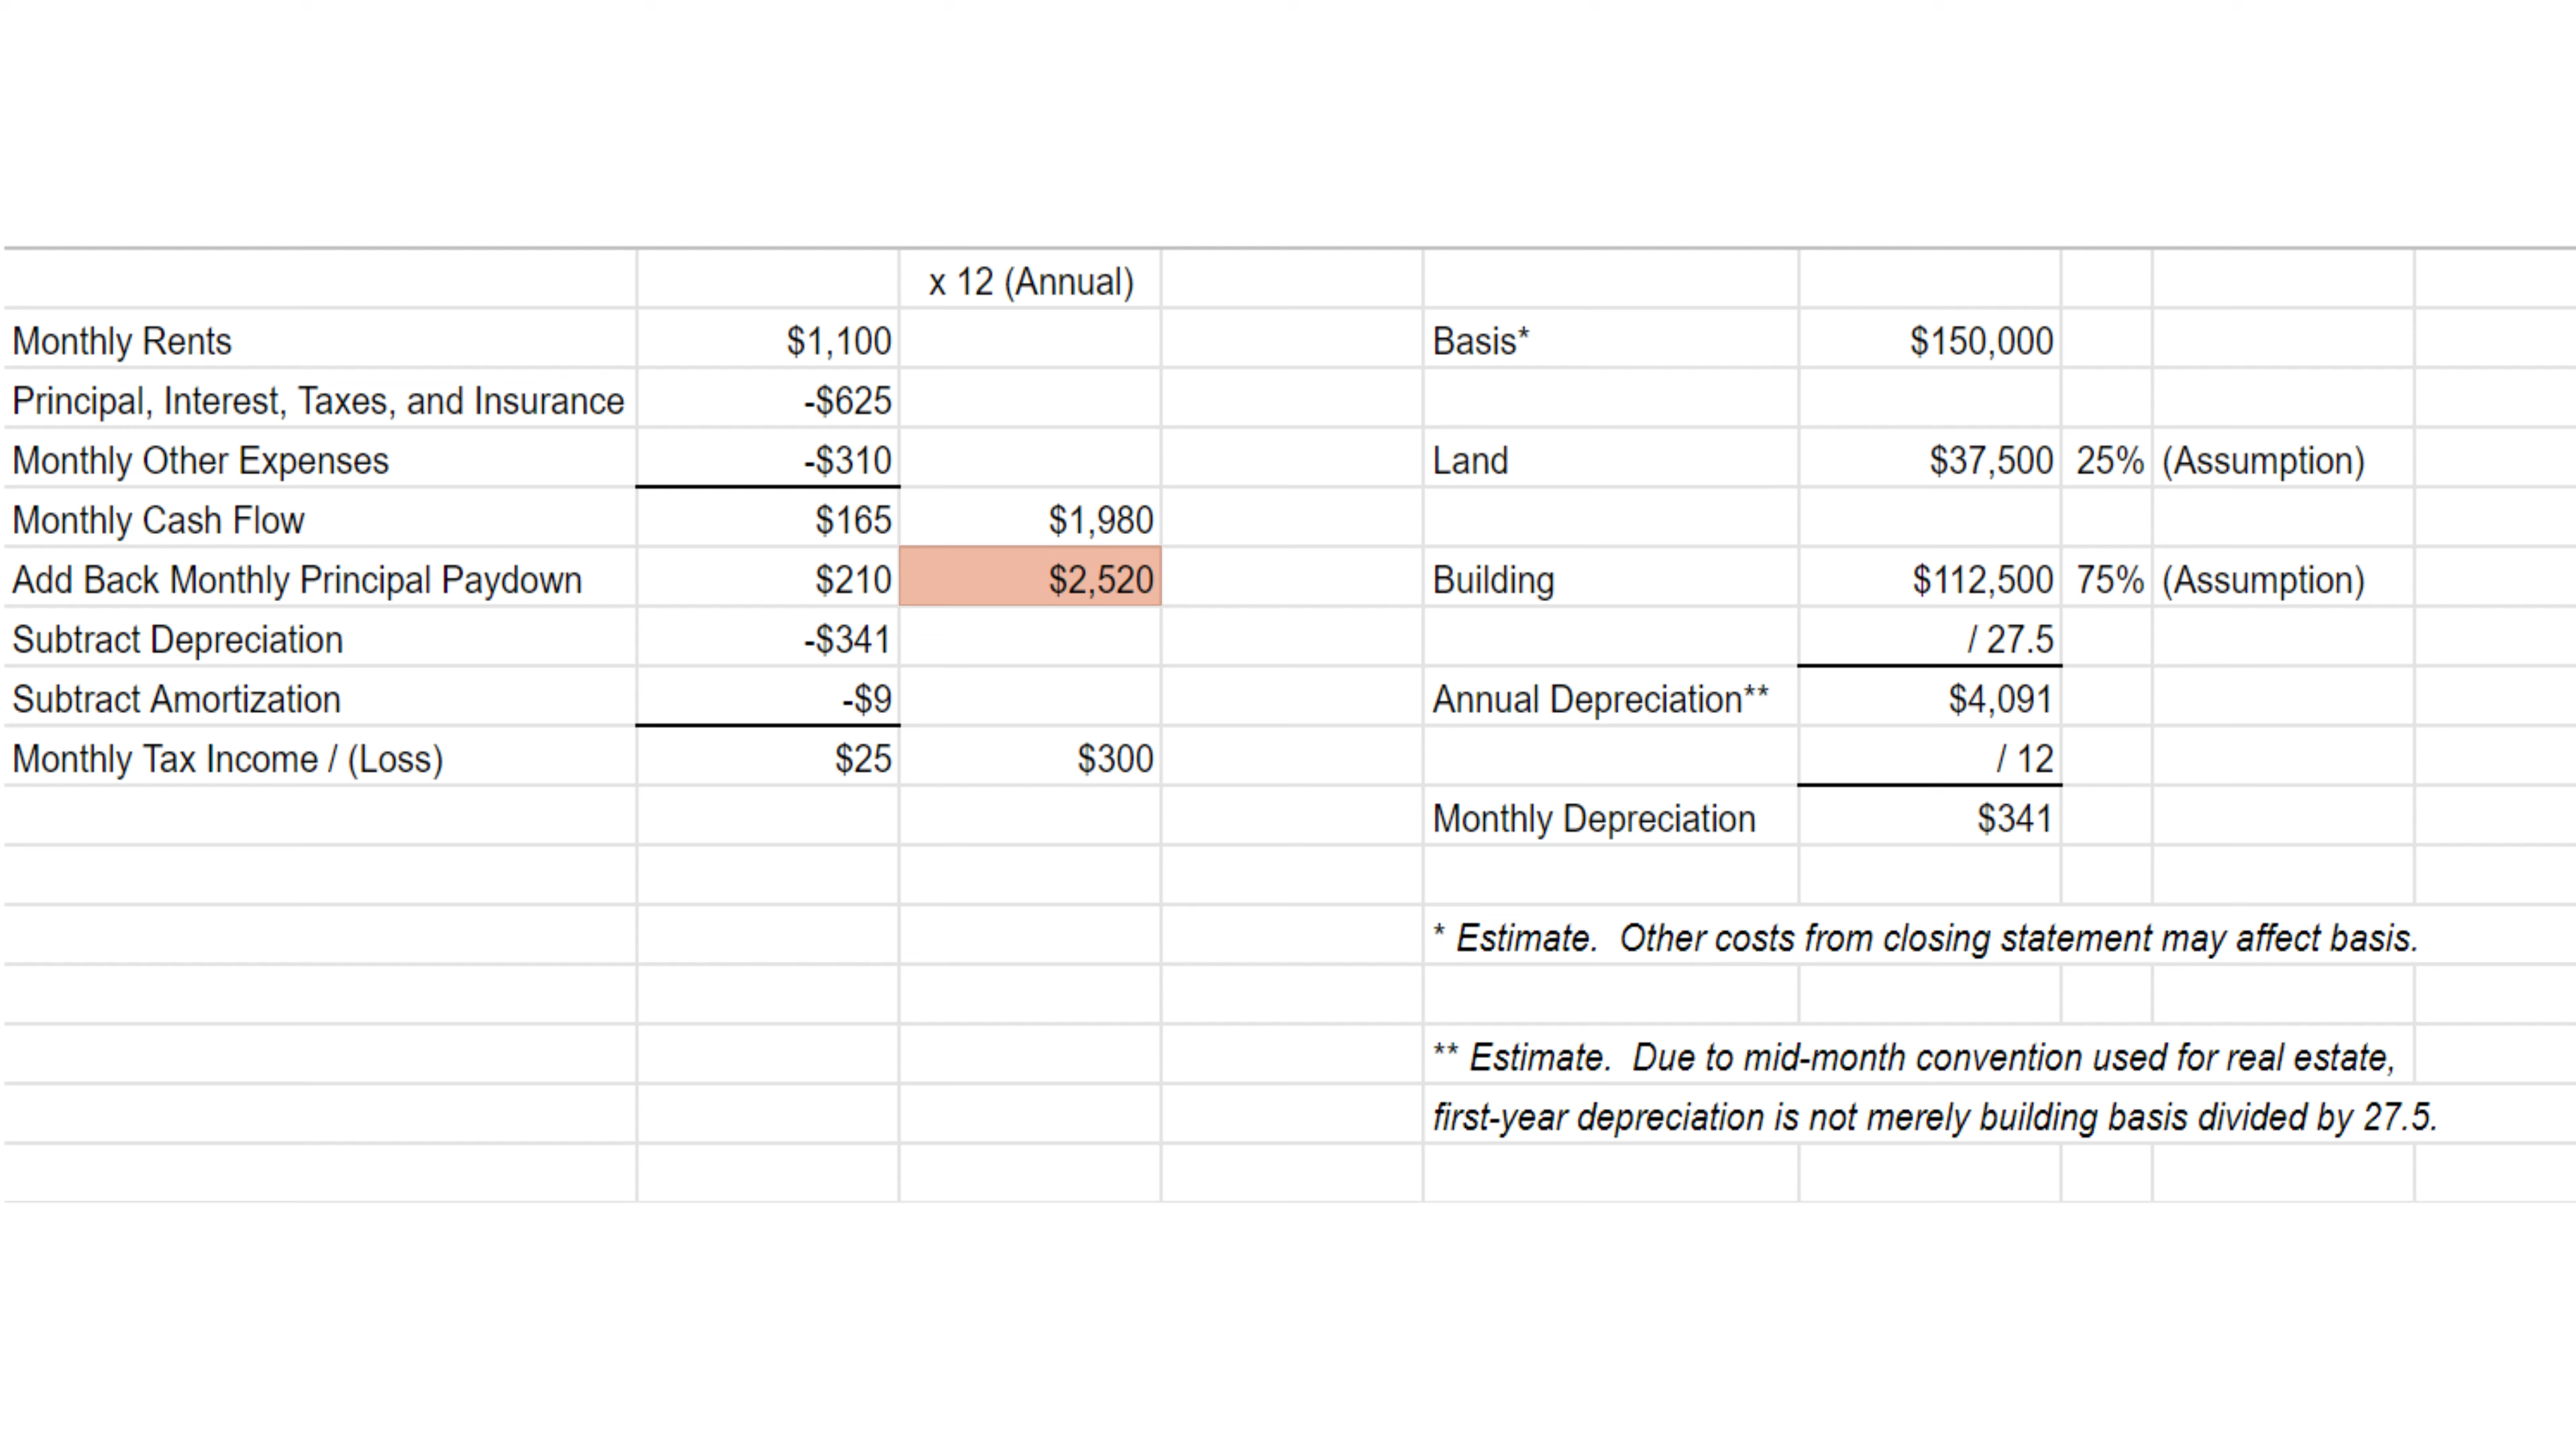 x 12 (Annual)
Monthly Rents $1,100 Basis* $150,000
Principal, Interest, Taxes, and Insurance -$625
Monthly Other Expenses -$310 Land $37,500 25% (Assumption)
Monthly Cash Flow $165 $1,980
Add Back Monthly Principal Paydown $210 $2,520 Building $112,500 75% (Assumption)
Subtract Depreciation -$341 / 27.5
Subtract Amortization -$9 Annual Depreciation** $4,091
Monthly Tax Income / (Loss) $25 $300 / 12
Monthly Depreciation $341
* Estimate. Other costs from closing statement may affect basis.
** Estimate. Due to mid-month convention used for real estate,
first-year depreciation is not merely building basis divided by 27.5.